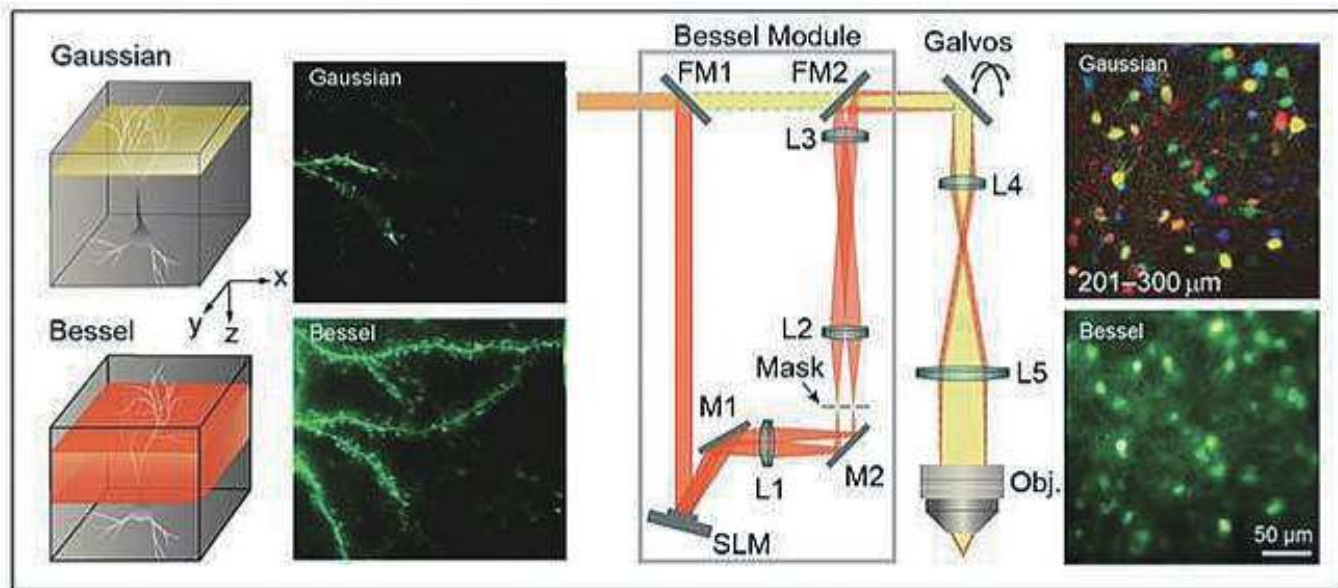 Gaussian
x
y
z
Bessel
Gaussian
Bessel
Bessel Module
FM1
FM2
L3
L2
Mask
M1
L1
M2
SLM
Galvos
L4
L5
Obj.
Gaussian
201–300 µm
Bessel
50 µm